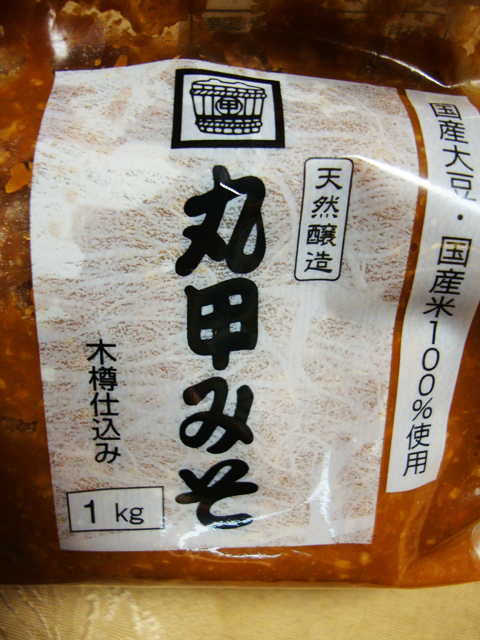 国産大豆・国産米100%使用
天然醸造
甲
丸甲みそ
木樽仕込み
1kg